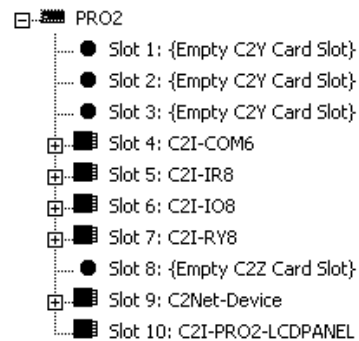 PRO2
Slot 1: {Empty C2Y Card Slot}
Slot 2: {Empty C2Y Card Slot}
Slot 3: {Empty C2Y Card Slot}
Slot 4: C2I-COM6
Slot 5: C2I-IR8
Slot 6: C2I-IO8
Slot 7: C2I-RY8
Slot 8: {Empty C2Z Card Slot}
Slot 9: C2Net-Device
Slot 10: C2I-PRO2-LCDPANEL